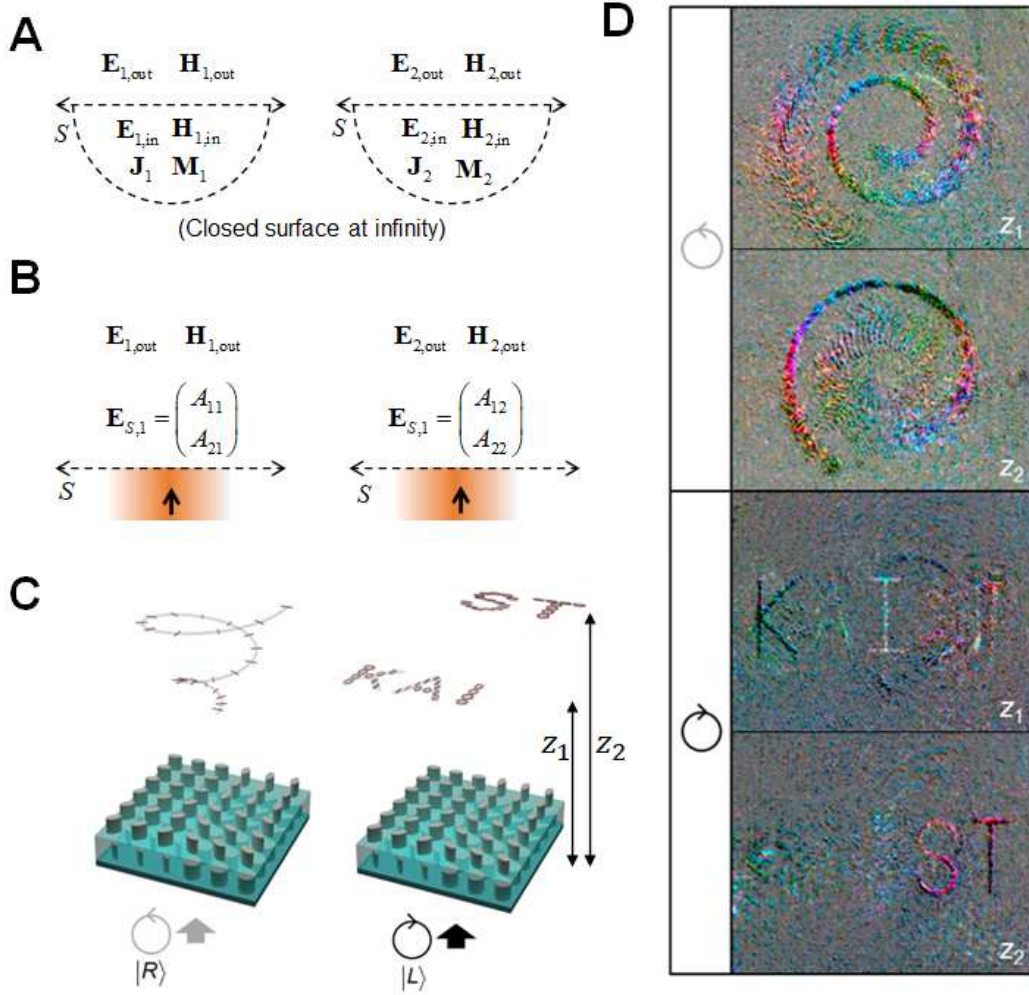 A
E1,out H1,out E2,out H2,out
S E1,in H1,in S E2,in H2,in
J1 M1 J2 M2
(Closed surface at infinity)
B
E1,out H1,out E2,out H2,out
ES,1 = (A11 A21) ES,1 = (A12 A22)
S S
C
ST
KAI
z1 z2
|R⟩ |L⟩
D
z1
z2
KAIST
z1
ST
z2